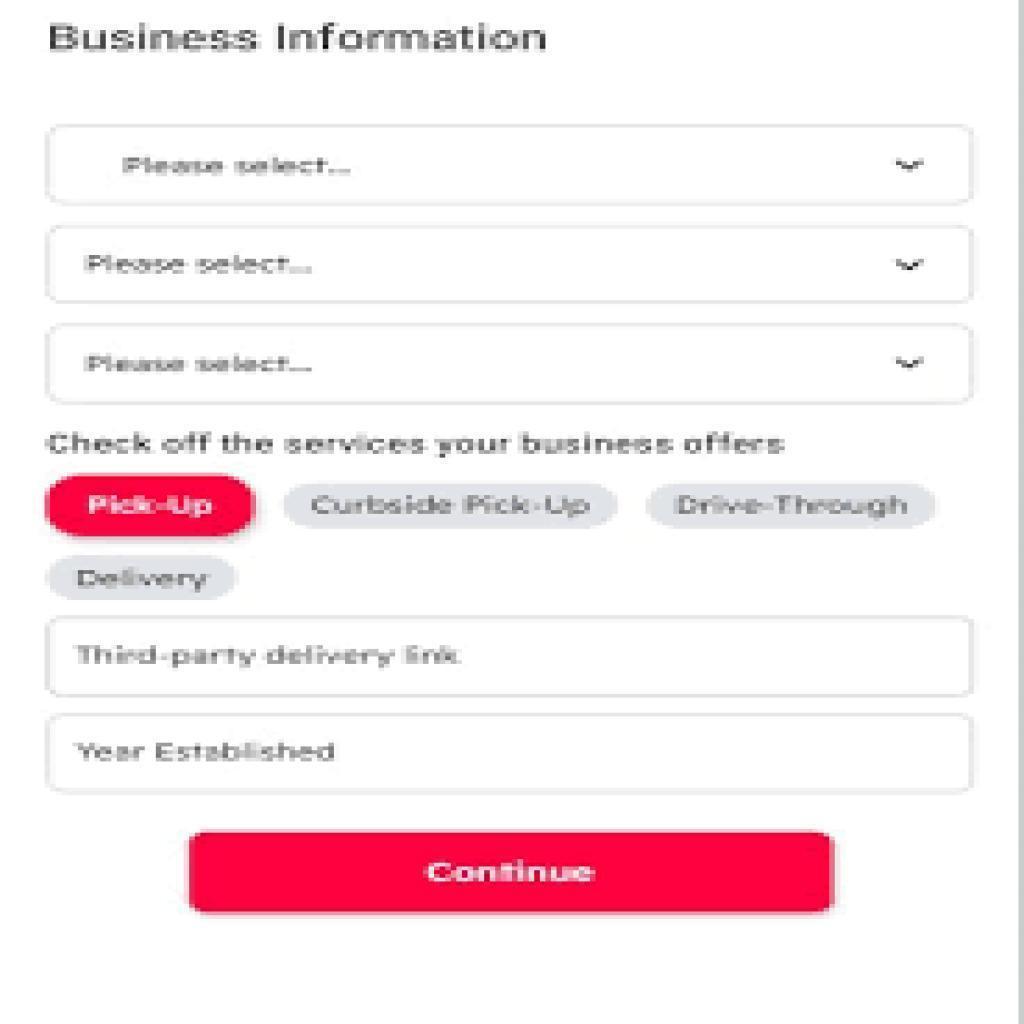 Business Information
Please select...
Please select...
Please select...
Check off the services your business offers
Pick-Up Curbside Pick-Up Drive-Through
Delivery
Third-party delivery link
Year Established
Continue